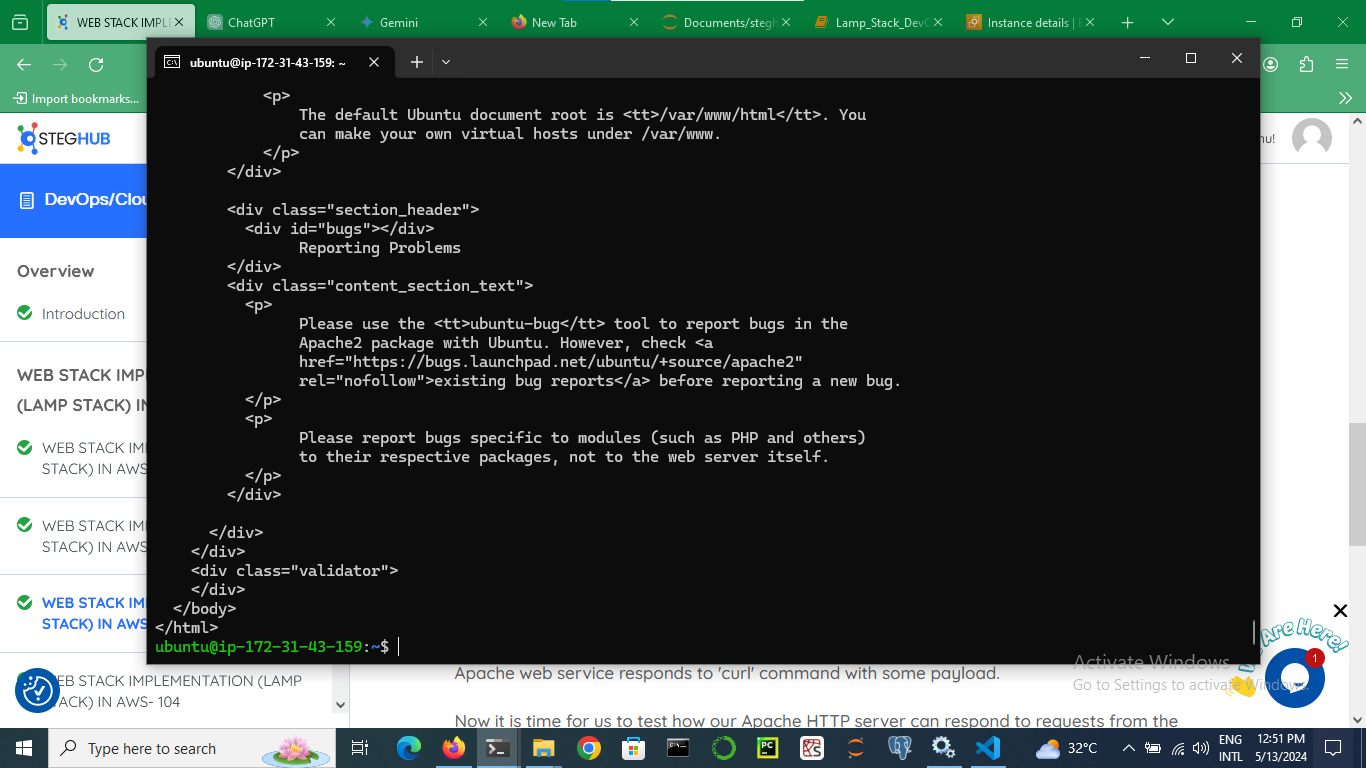 WEB STACK IMPLE
ChatGPT
Gemini
New Tab
Documents/stegh
Lamp_Stack_DevO
Instance details | E
ubuntu@ip-172-31-43-159: ~
Import bookmarks...
<p>
The default Ubuntu document root is <tt>/var/www/html</tt>. You
can make your own virtual hosts under /var/www.
</p>
</div>
<div class="section_header">
<div id="bugs"></div>
Reporting Problems
</div>
<div class="content_section_text">
<p>
Please use the <tt>ubuntu-bug</tt> tool to report bugs in the
Apache2 package with Ubuntu. However, check <a
href="https://bugs.launchpad.net/ubuntu/+source/apache2"
rel="nofollow">existing bug reports</a> before reporting a new bug.
</p>
<p>
Please report bugs specific to modules (such as PHP and others)
to their respective packages, not to the web server itself.
</p>
</div>
</div>
</div>
<div class="validator">
</div>
</body>
</html>
ubuntu@ip-172-31-43-159:~$
STEGHUB
nu!
DevOps/Clou
Overview
Introduction
WEB STACK IMP
(LAMP STACK) IN
WEB STACK IM
STACK) IN AWS
WEB STACK IM
STACK) IN AWS
WEB STACK IM
STACK) IN AWS
WEB STACK IMPLEMENTATION (LAMP
STACK) IN AWS- 104
Apache web service responds to 'curl' command with some payload.
Now it is time for us to test how our Apache HTTP server can respond to requests from the
Are Here!
1
Activate Windows
Go to Settings to activate Windows.
Type here to search
32°C
ENG
INTL
12:51 PM
5/13/2024